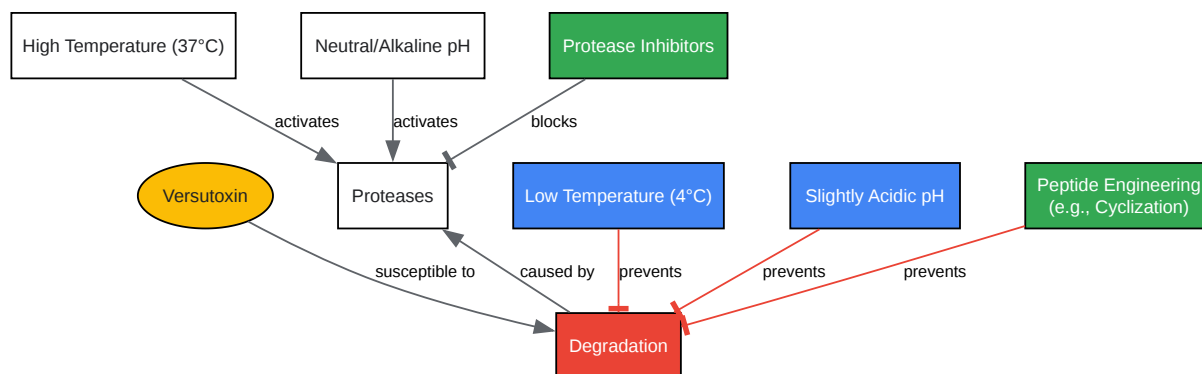 High Temperature (37°C)
Neutral/Alkaline pH
Protease Inhibitors
activates
activates
blocks
Versutoxin
Proteases
Low Temperature (4°C)
Slightly Acidic pH
Peptide Engineering
(e.g., Cyclization)
susceptible to
caused by
prevents
prevents
prevents
Degradation